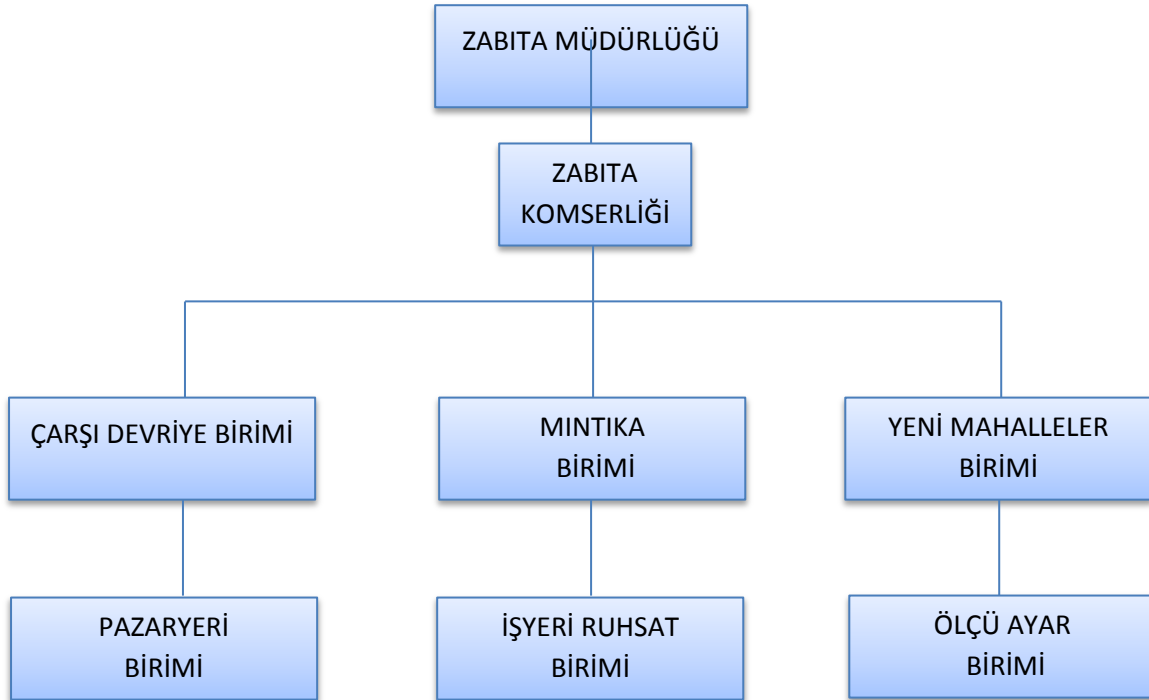 ZABITA MÜDÜRLÜĞÜ
ZABITA
KOMSERLİĞİ
ÇARŞI DEVRİYE BİRİMİ
MINTIKA
BİRİMİ
YENİ MAHALLELER
BİRİMİ
PAZARYERİ
BİRİMİ
İŞYERİ RUHSAT
BİRİMİ
ÖLÇÜ AYAR
BİRİMİ